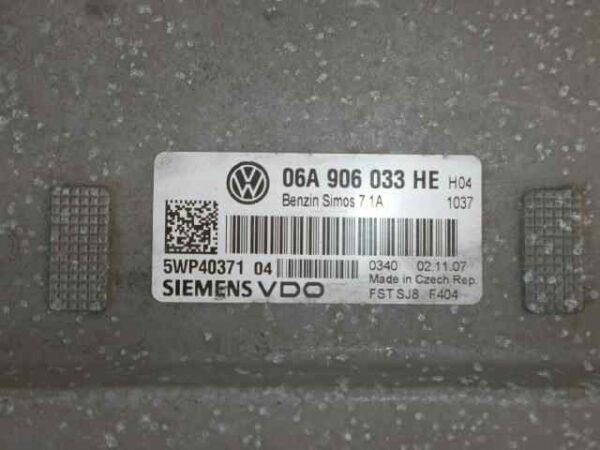 06A 906 033 HE H04
Benzin Simos 7.1A 1037
5WP40371 04 0340 02.11.07
Made in Czech Rep.
SIEMENS VDO FST SJ8 F404